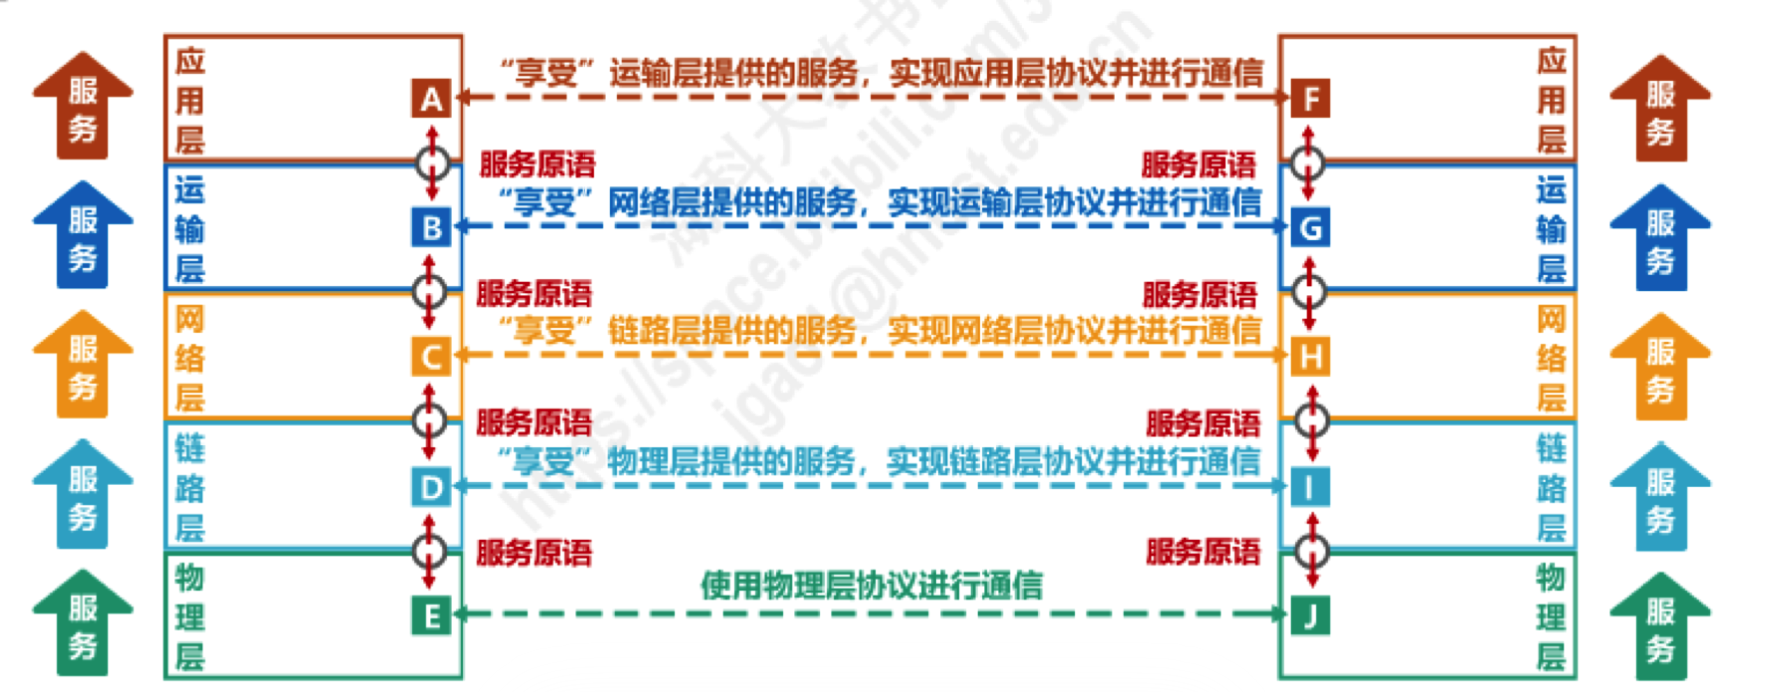 服务
应用层
A
“享受”运输层提供的服务，实现应用层协议并进行通信
F
应用层
服务
服务原语
服务原语
服务
运输层
B
“享受”网络层提供的服务，实现运输层协议并进行通信
G
运输层
服务
服务原语
服务原语
服务
网络层
C
“享受”链路层提供的服务，实现网络层协议并进行通信
H
网络层
服务
服务原语
服务原语
服务
链路层
D
“享受”物理层提供的服务，实现链路层协议并进行通信
I
链路层
服务
服务原语
服务原语
服务
物理层
E
使用物理层协议进行通信
J
物理层
服务